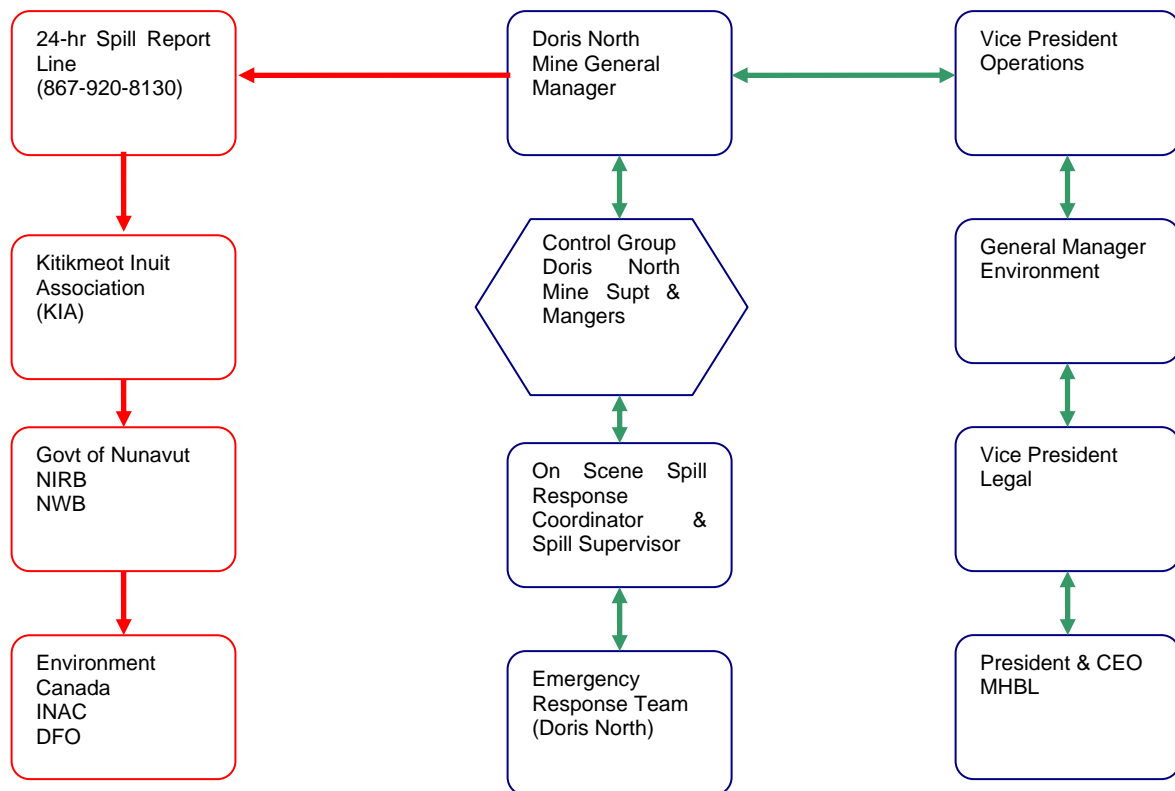 24-hr Spill Report
Line
(867-920-8130)
Doris North
Mine General
Manager
Vice President
Operations
Kitikmeot Inuit
Association
(KIA)
Control Group
Doris North
Mine Supt &
Mangers
General Manager
Environment
Govt of Nunavut
NIRB
NWB
On Scene Spill
Response
Coordinator &
Spill Supervisor
Vice President
Legal
Environment
Canada
INAC
DFO
Emergency
Response Team
(Doris North)
President & CEO
MHBL